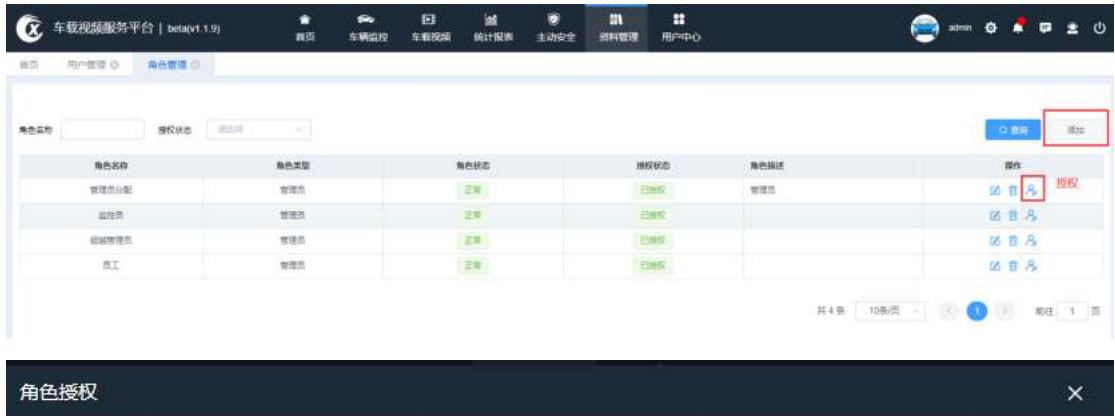 车载视频服务平台 | beta(v1.1.9)
首页 车辆监控 车载视频 统计报表 主动安全 资料管理 用户中心
admin
首页 用户管理 角色管理
角色名称 授权状态 请选择 查询 添加
角色名称 角色类型 角色状态 授权状态 角色描述 操作
管理员分配 管理员 正常 已授权 管理员 授权
监控员 管理员 正常 已授权
超级管理员 管理员 正常 已授权
员工 管理员 正常 已授权
共 4 条 10条/页 1 前往 1 页
角色授权